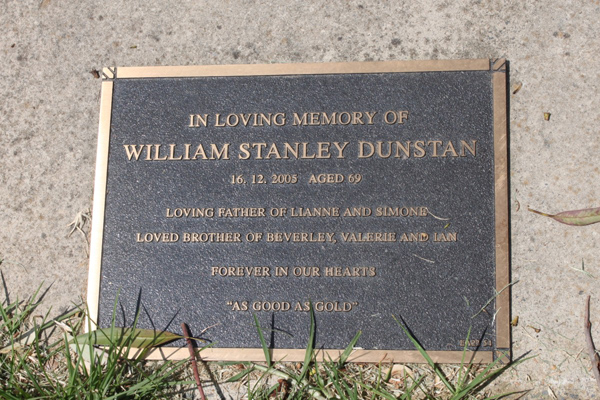 IN LOVING MEMORY OF
WILLIAM STANLEY DUNSTAN
16. 12. 2005 AGED 69
LOVING FATHER OF LIANNE AND SIMONE
LOVED BROTHER OF BEVERLEY, VALERIE AND IAN
FOREVER IN OUR HEARTS
"AS GOOD AS GOLD"